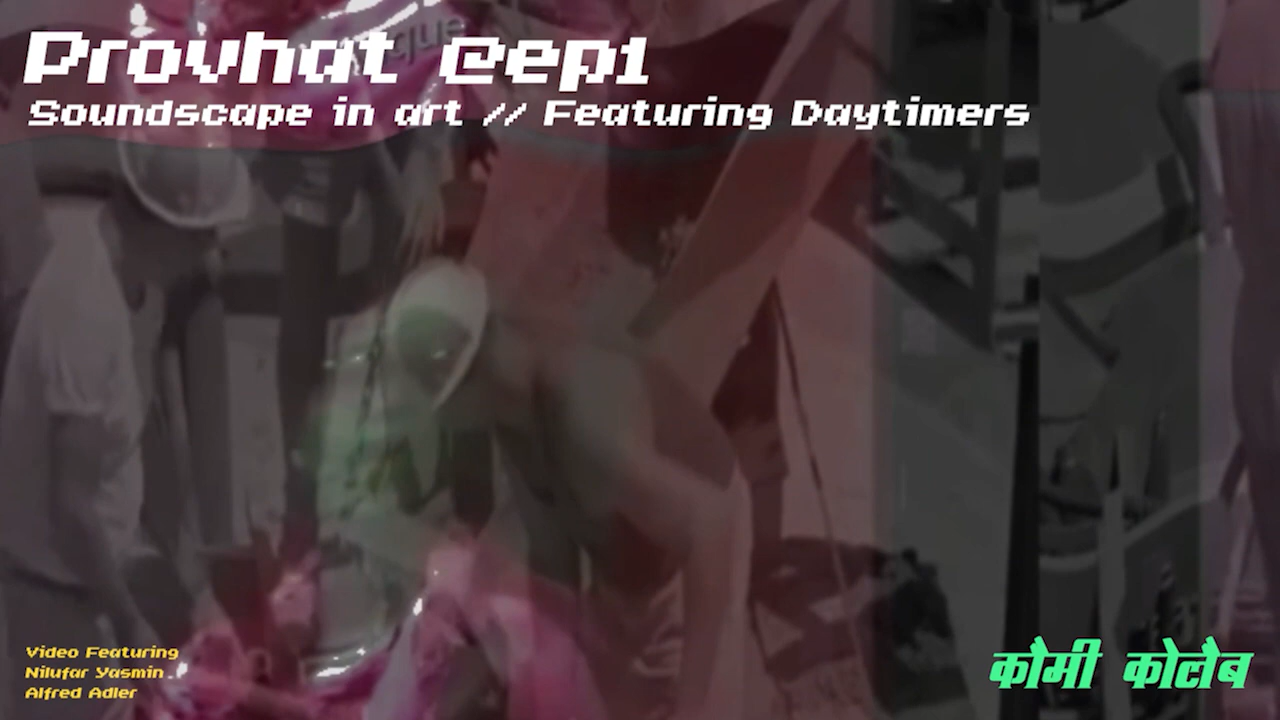 Provhat @ep1
Soundscape in art // Featuring Daytimers
Video Featuring
Nilufar Yasmin
Alfred Adler
कौमी कोलैब